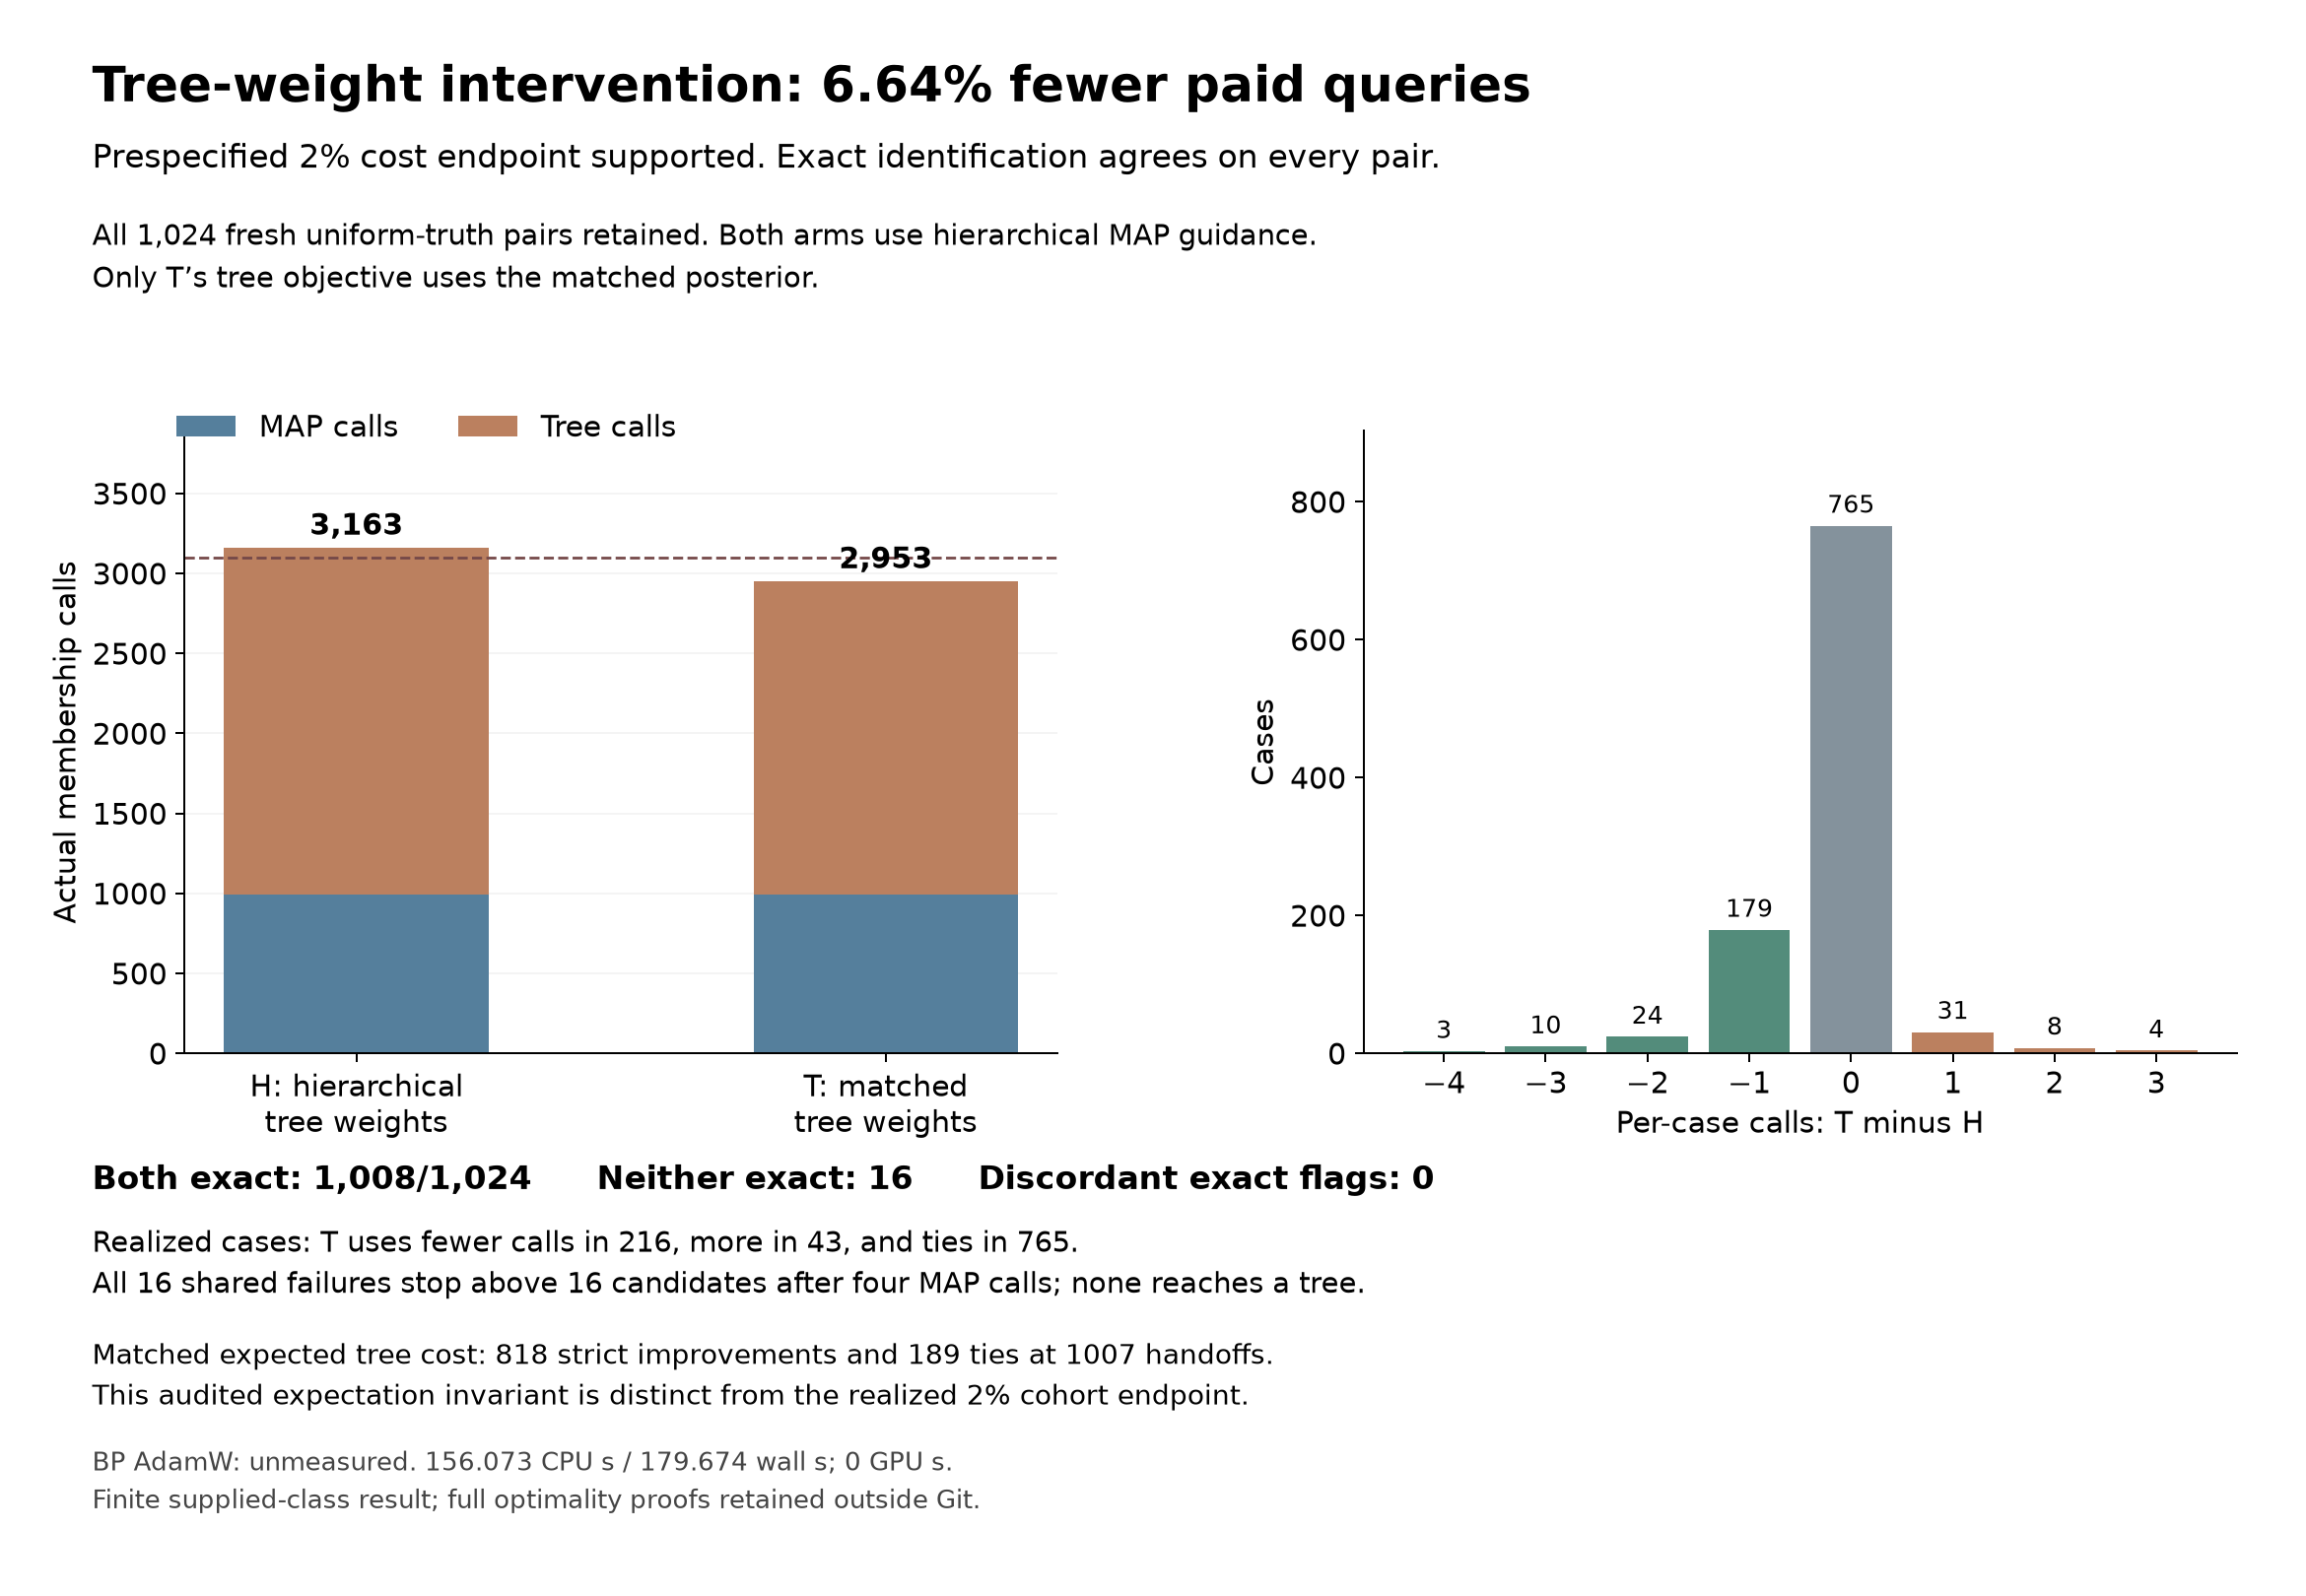 Tree-weight intervention: 6.64% fewer paid queries
Prespecified 2% cost endpoint supported. Exact identification agrees on every pair.
All 1,024 fresh uniform-truth pairs retained. Both arms use hierarchical MAP guidance.
Only T’s tree objective uses the matched posterior.
MAP calls
Tree calls
Actual membership calls
3500
3000
2500
2000
1500
1000
500
0
3,163
2,953
H: hierarchical
tree weights
T: matched
tree weights
Cases
800
600
400
200
0
3
10
24
179
765
31
8
4
−4
−3
−2
−1
0
1
2
3
Per-case calls: T minus H
Both exact: 1,008/1,024 Neither exact: 16 Discordant exact flags: 0
Realized cases: T uses fewer calls in 216, more in 43, and ties in 765.
All 16 shared failures stop above 16 candidates after four MAP calls; none reaches a tree.
Matched expected tree cost: 818 strict improvements and 189 ties at 1007 handoffs.
This audited expectation invariant is distinct from the realized 2% cohort endpoint.
BP AdamW: unmeasured. 156.073 CPU s / 179.674 wall s; 0 GPU s.
Finite supplied-class result; full optimality proofs retained outside Git.